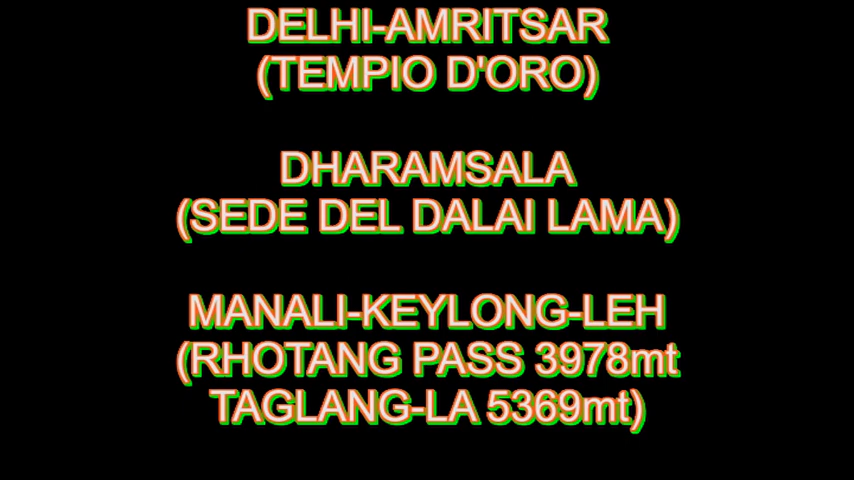 DELHI-AMRITSAR
(TEMPIO D'ORO)
DHARAMSALA
(SEDE DEL DALAI LAMA)
MANALI-KEYLONG-LEH
(RHOTANG PASS 3978mt
TAGLANG-LA 5369mt)